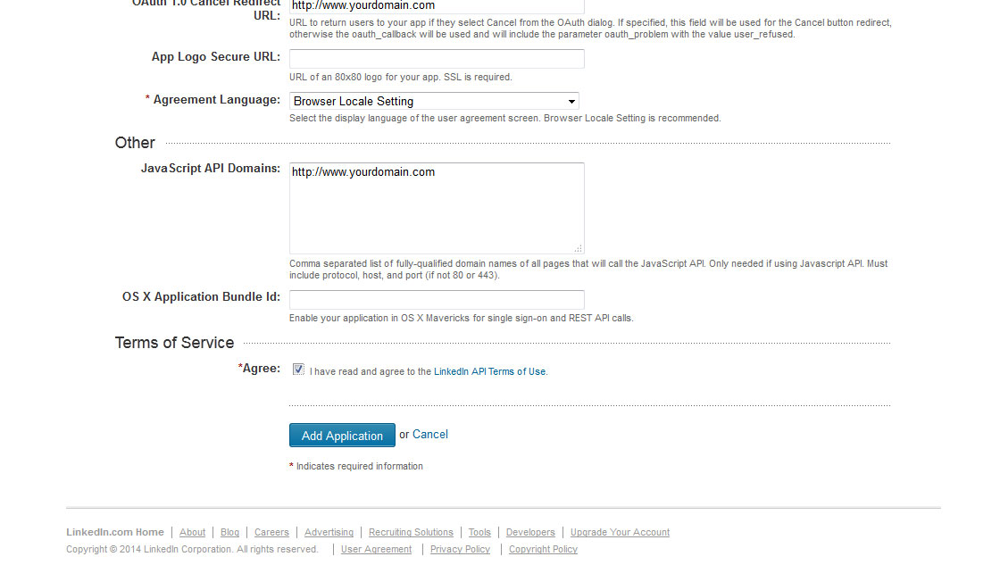 OAuth 1.0 Cancel Redirect
URL:
http://www.yourdomain.com
URL to return users to your app if they select Cancel from the OAuth dialog. If specified, this field will be used for the Cancel button redirect,
otherwise the oauth_callback will be used and will include the parameter oauth_problem with the value user_refused.
App Logo Secure URL:
URL of an 80x80 logo for your app. SSL is required.
* Agreement Language: Browser Locale Setting
Select the display language of the user agreement screen. Browser Locale Setting is recommended.
Other
JavaScript API Domains: http://www.yourdomain.com
Comma separated list of fully-qualified domain names of all pages that will call the JavaScript API. Only needed if using Javascript API. Must
include protocol, host, and port (if not 80 or 443).
OS X Application Bundle Id:
Enable your application in OS X Mavericks for single sign-on and REST API calls.
Terms of Service
*Agree: I have read and agree to the LinkedIn API Terms of Use.
Add Application or Cancel
* Indicates required information
LinkedIn.com Home | About | Blog | Careers | Advertising | Recruiting Solutions | Tools | Developers | Upgrade Your Account
Copyright © 2014 LinkedIn Corporation. All rights reserved. | User Agreement | Privacy Policy | Copyright Policy